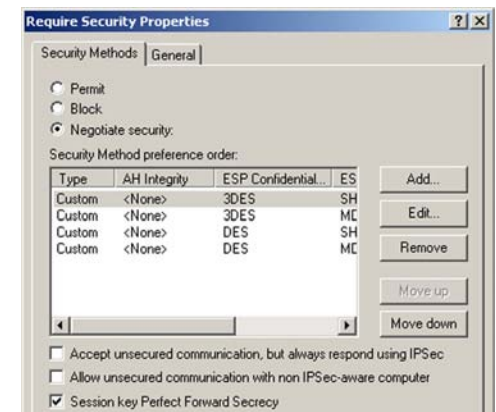 Require Security Properties
Security Methods General
Permit
Block
Negotiate security:
Security Method preference order:
Type AH Integrity ESP Confidential... ES
Custom <None> 3DES SH
Custom <None> 3DES MD
Custom <None> DES SH
Custom <None> DES MD
Add...
Edit...
Remove
Move up
Move down
Accept unsecured communication, but always respond using IPSec
Allow unsecured communication with non IPSec-aware computer
Session key Perfect Forward Secrecy